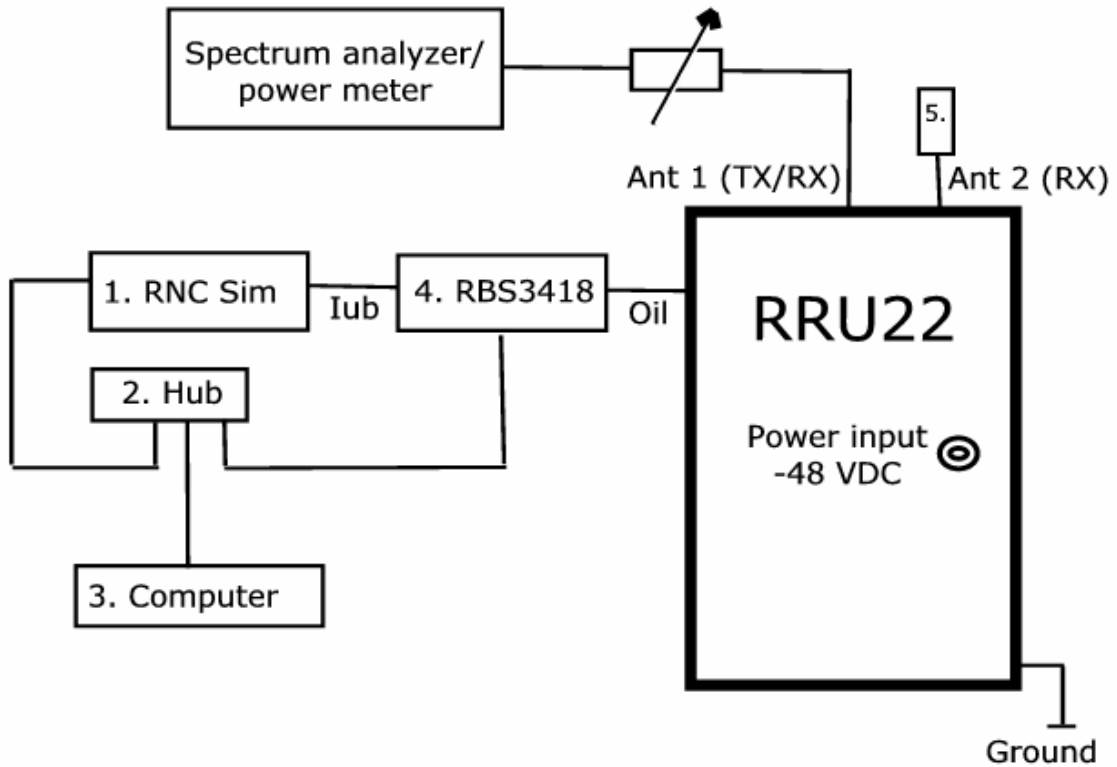 Spectrum analyzer/
power meter
5.
Ant 1 (TX/RX)
Ant 2 (RX)
1. RNC Sim
Iub
4. RBS3418
Oil
RRU22
2. Hub
Power input
-48 VDC
3. Computer
Ground